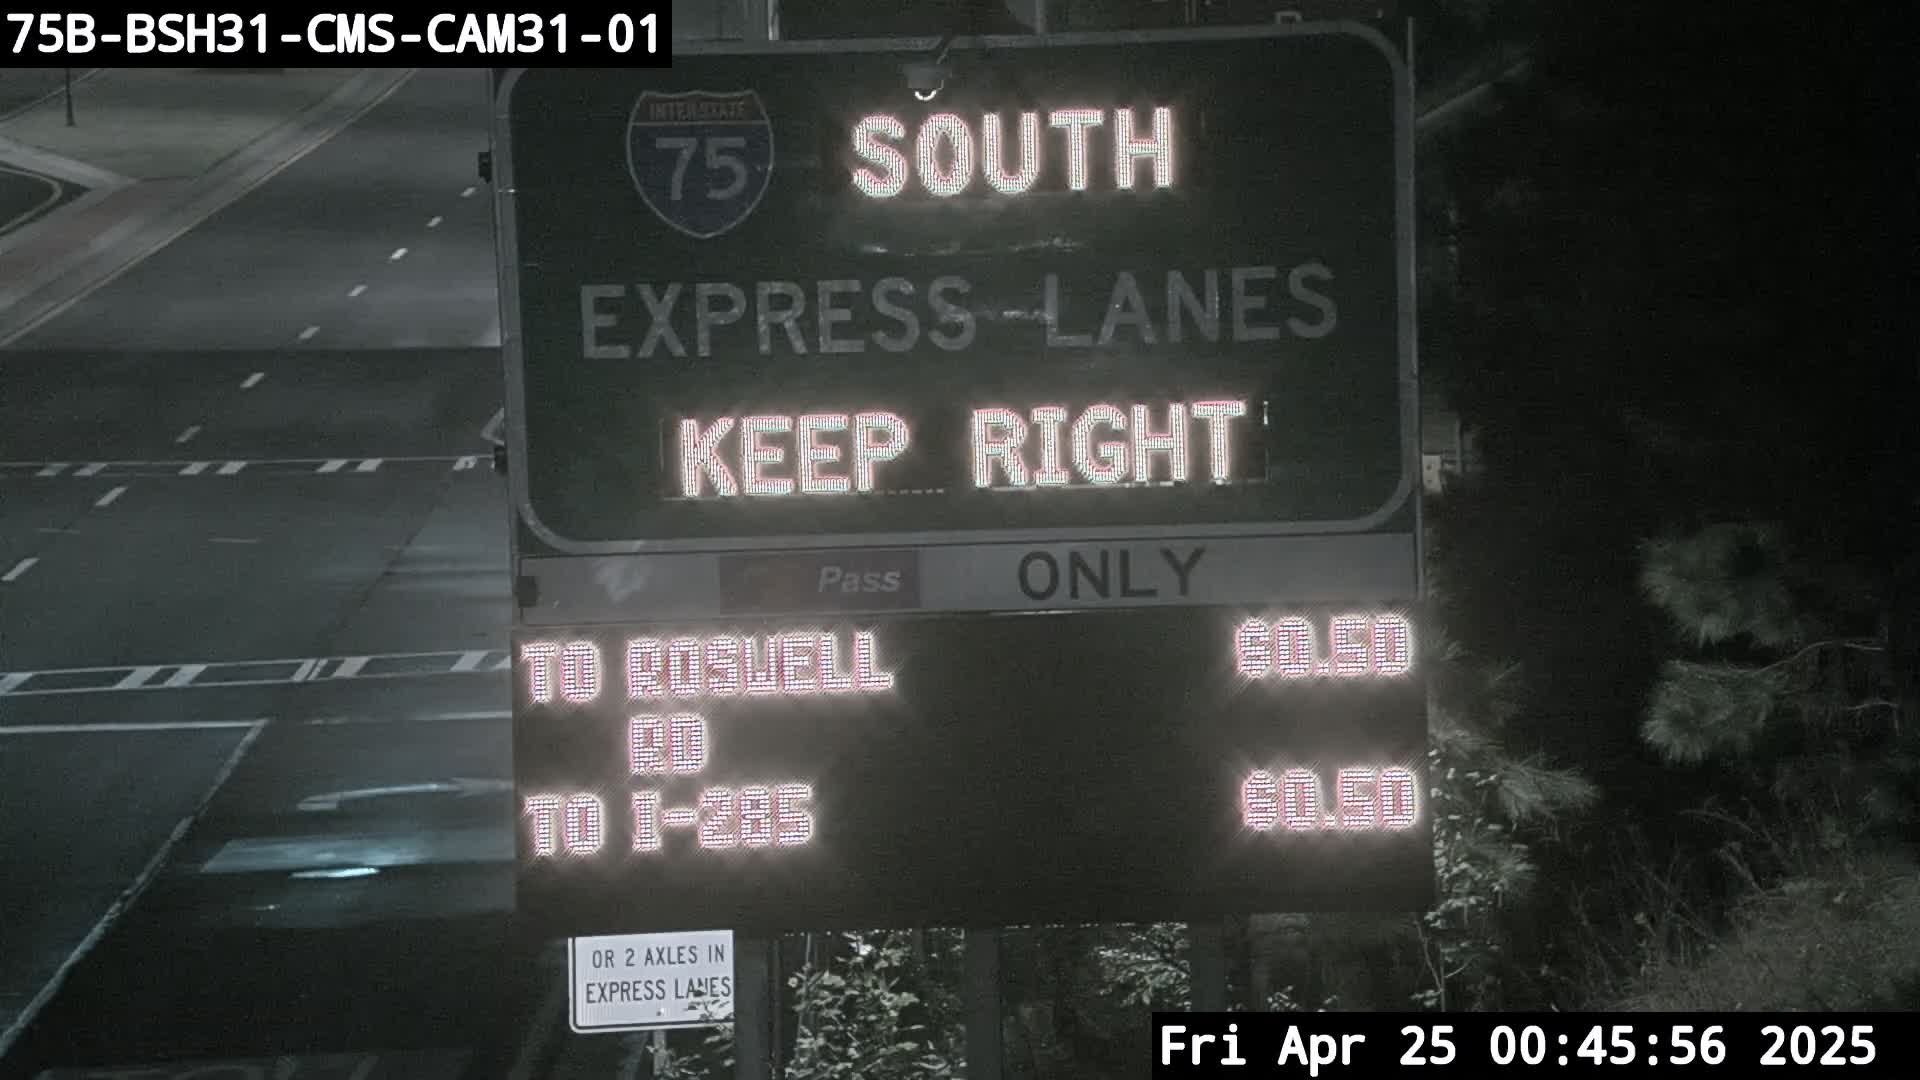 75B-BSH31-CMS-CAM31-01
INTERSTATE
75
SOUTH
EXPRESS LANES
KEEP RIGHT
Pass ONLY
TO ROSWELL $0.50
RD
TO I-285 $0.50
OR 2 AXLES IN
EXPRESS LANES
Fri Apr 25 00:45:56 2025